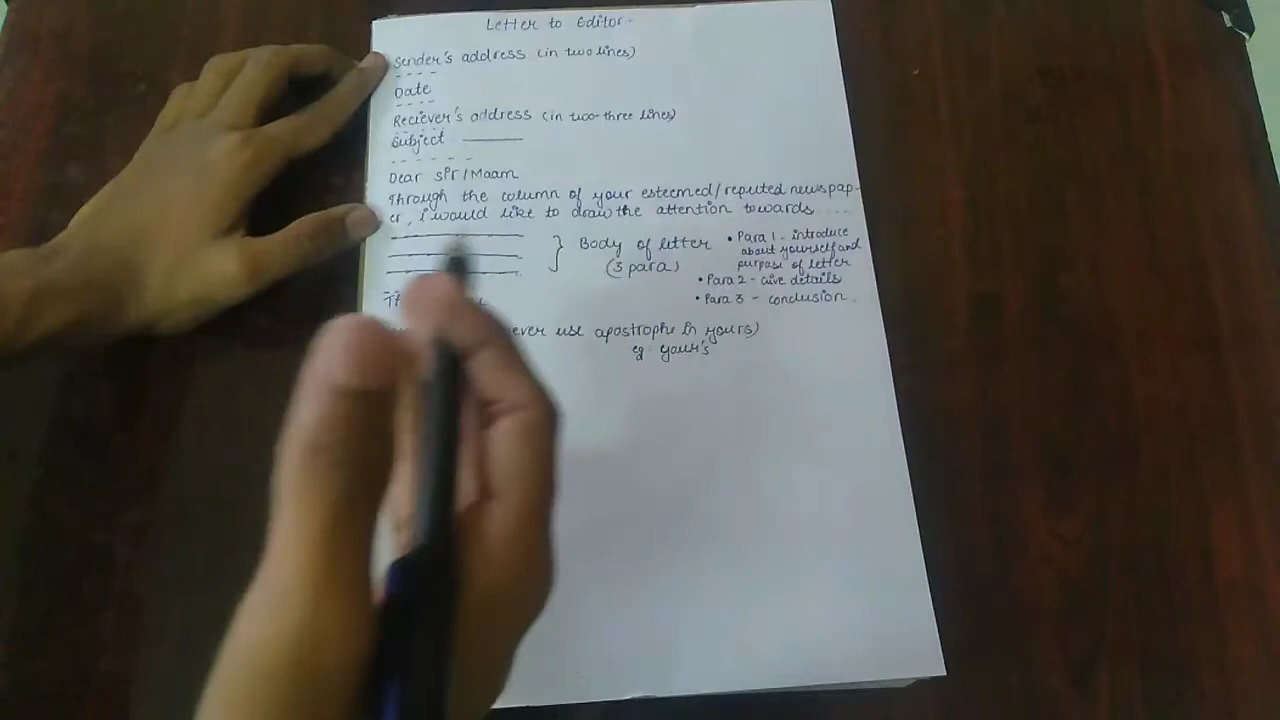 Letter to Editor-
Sender's address (in two lines)
Date
Reciever's address (in two-three lines)
Subject
Dear Sir/Maam
Through the column of your esteemed/reputed newspap-
er, i would like to draw the attention towards ....
Body of letter
(3 para)
• Para 1 - introduce
about yourself and
purpose of letter
• Para 2 - Give details
• Para 3 - conclusion.
ever use apostrophe in yours)
eg. your's